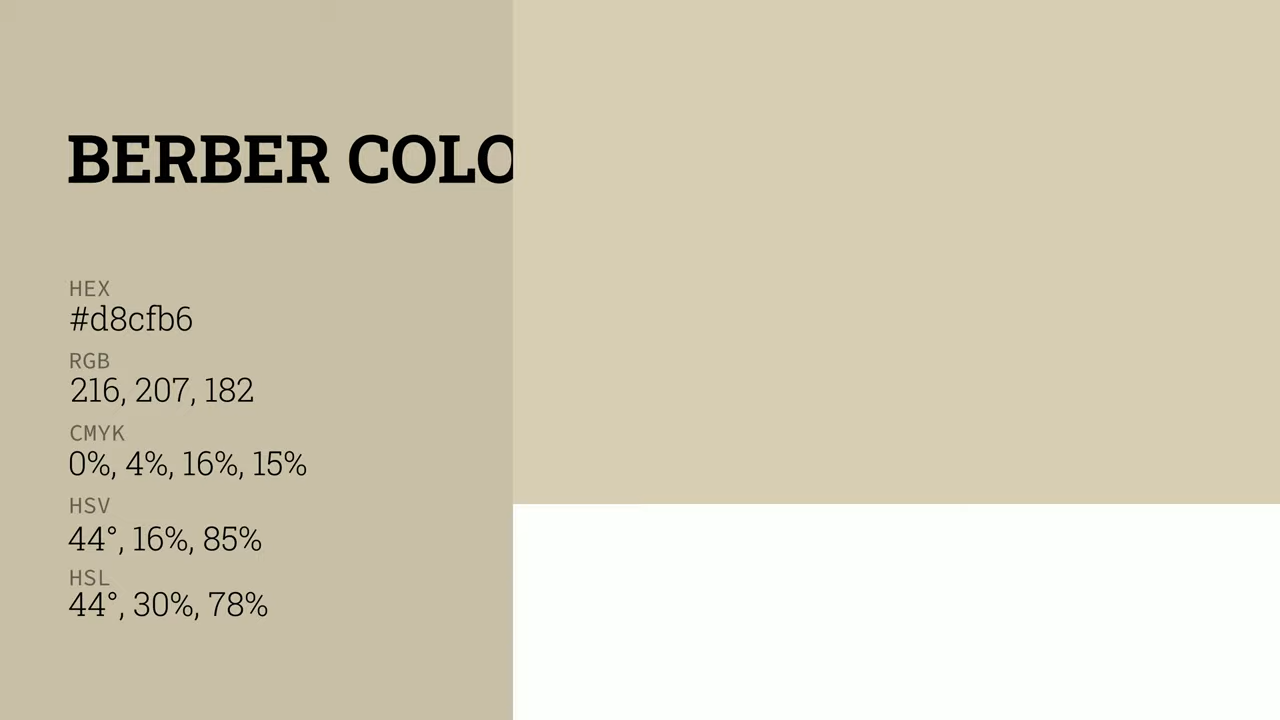 BERBER COLO
HEX
#d8cfb6
RGB
216, 207, 182
CMYK
0%, 4%, 16%, 15%
HSV
44°, 16%, 85%
HSL
44°, 30%, 78%